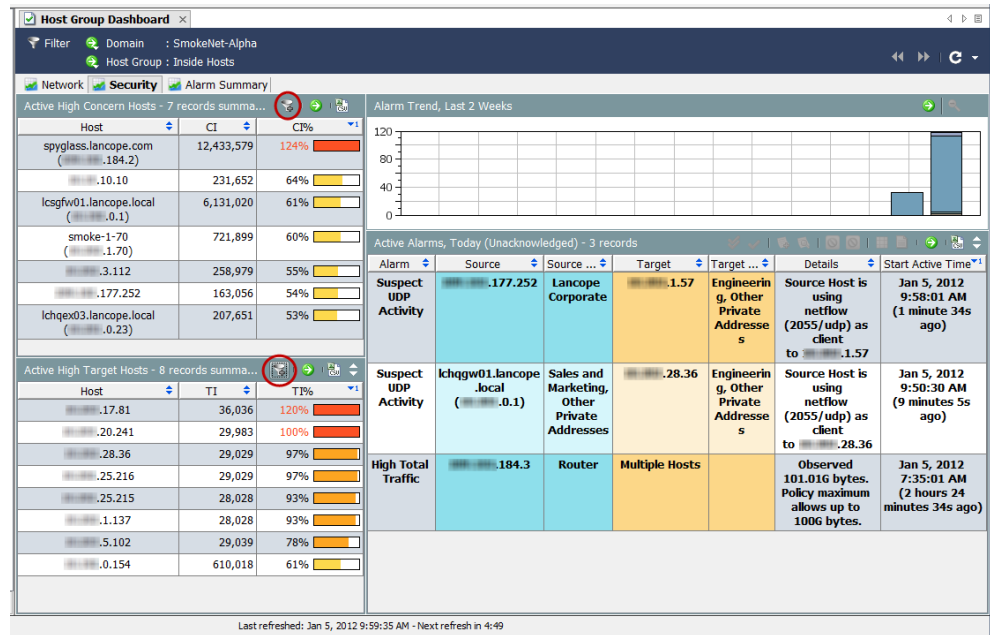 Host Group Dashboard
Filter Domain : SmokeNet-Alpha
Host Group : Inside Hosts
Network Security Alarm Summary
Active High Concern Hosts - 7 records summa...
Host CI CI% 1
spyglass.lancope.com 12,433,579 124%
( .184.2)
.10.10 231,652 64%
lcsgfw01.lancope.local 6,131,020 61%
( .0.1)
smoke-1-70 721,899 60%
( .1.70)
.3.112 258,979 55%
.177.252 163,056 54%
lchqex03.lancope.local 207,651 53%
( .0.23)
Active High Target Hosts - 8 records summa...
Host TI TI% 1
.17.81 36,036 120%
.20.241 29,983 100%
.28.36 29,029 97%
.25.216 29,029 97%
.25.215 28,028 93%
.1.137 28,028 93%
.5.102 29,039 78%
.0.154 610,018 61%
Alarm Trend, Last 2 Weeks
120
80
40
0
Active Alarms, Today (Unacknowledged) - 3 records
Alarm Source Source ... Target Target ... Details Start Active Time 1
Suspect .177.252 Lancope .1.57 Engineerin Source Host is Jan 5, 2012
UDP Corporate g, Other using 9:58:01 AM
Activity Private netflow (1 minute 34s
Addresse (2055/udp) as ago)
s client
to .1.57
Suspect lchqgw01.lancope Sales and .28.36 Engineerin Source Host is Jan 5, 2012
UDP .local Marketing, g, Other using 9:50:30 AM
Activity ( .0.1) Other Private netflow (9 minutes 5s
Private Addresse (2055/udp) as ago)
Addresses s client
to .28.36
High Total .184.3 Router Multiple Hosts Observed Jan 5, 2012
Traffic 101.01G bytes. 7:35:01 AM
Policy maximum (2 hours 24
allows up to minutes 34s ago)
100G bytes.
Last refreshed: Jan 5, 2012 9:59:35 AM - Next refresh in 4:49